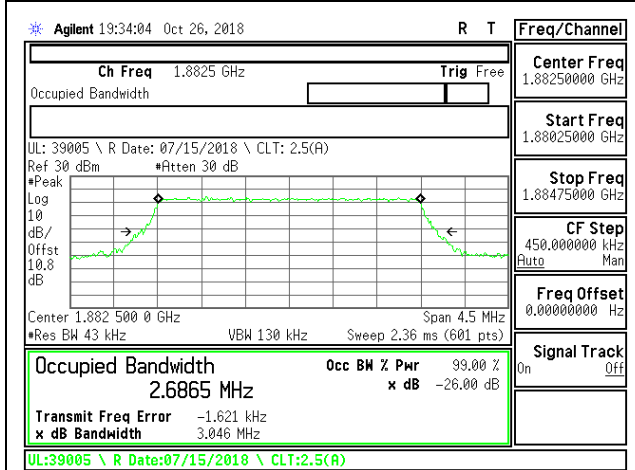 Agilent 19:34:04 Oct 26, 2018 R T
Ch Freq 1.8825 GHz Trig Free
Occupied Bandwidth
UL: 39005 \ R Date: 07/15/2018 \ CLT: 2.5(A)
Ref 30 dBm #Atten 30 dB
#Peak
Log
10
dB/
Offst
10.8
dB
Center 1.882 500 0 GHz Span 4.5 MHz
#Res BW 43 kHz VBW 130 kHz Sweep 2.36 ms (601 pts)
Occupied Bandwidth Occ BW % Pwr 99.00 %
2.6865 MHz x dB -26.00 dB
Transmit Freq Error -1.621 kHz
x dB Bandwidth 3.046 MHz
UL:39005 \ R Date:07/15/2018 \ CLT:2.5(A)
Freq/Channel
Center Freq
1.88250000 GHz
Start Freq
1.88025000 GHz
Stop Freq
1.88475000 GHz
CF Step
450.000000 kHz
Auto Man
Freq Offset
0.00000000 Hz
Signal Track
On Off